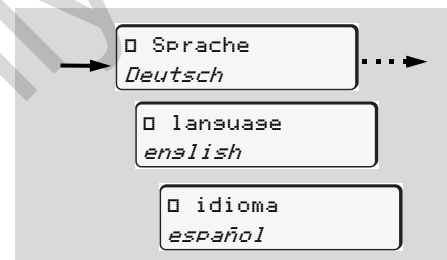 □ Sprache
Deutsch
□ language
english
□ idioma
español